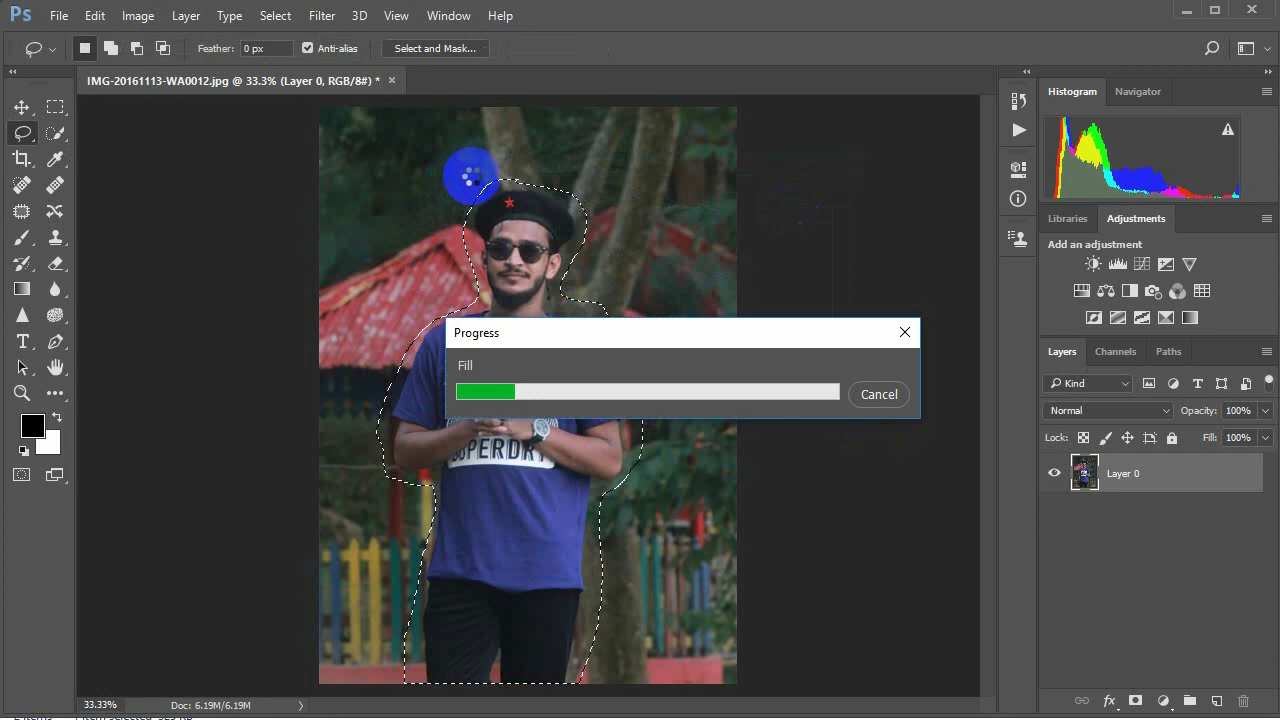 Ps File Edit Image Layer Type Select Filter 3D View Window Help
Feather: 0 px Anti-alias Select and Mask...
IMG-20161113-WA0012.jpg @ 33.3% (Layer 0, RGB/8#) * ×
Histogram Navigator
Libraries Adjustments
Add an adjustment
Progress
Fill
Cancel
SUPERDRY
Layers Channels Paths
Kind
Normal Opacity: 100%
Lock: Fill: 100%
Layer 0
33.33% Doc: 6.19M/6.19M